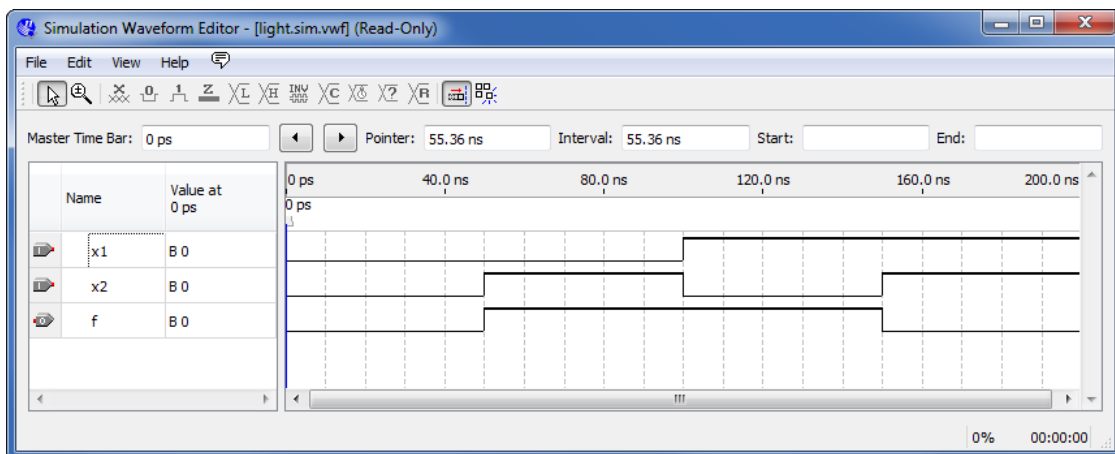 Simulation Waveform Editor - [light.sim.vwf] (Read-Only)
File Edit View Help
Master Time Bar: 0 ps Pointer: 55.36 ns Interval: 55.36 ns Start: End:
Name Value at 0 ps
0 ps 40.0 ns 80.0 ns 120.0 ns 160.0 ns 200.0 ns
0 ps
x1 B 0
x2 B 0
f B 0
0% 00:00:00